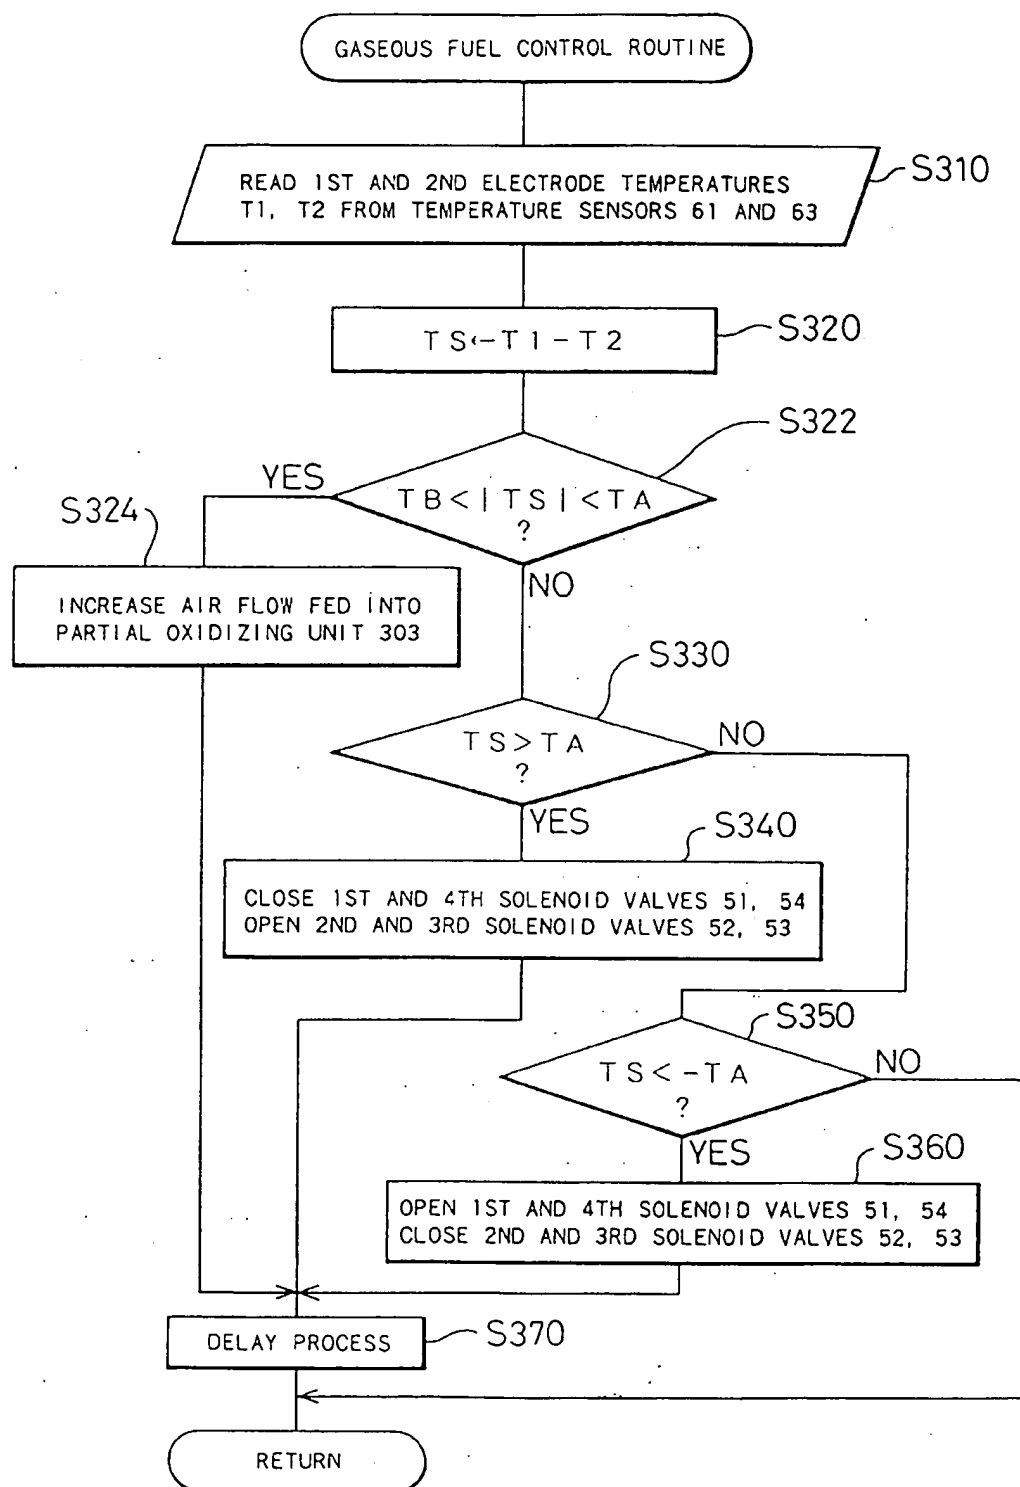 GASEOUS FUEL CONTROL ROUTINE
S310
READ 1ST AND 2ND ELECTRODE TEMPERATURES
T1, T2 FROM TEMPERATURE SENSORS 61 AND 63
S320
TS←T1-T2
S322
YES
TB<|TS|<TA
?
S324
NO
INCREASE AIR FLOW FED INTO
PARTIAL OXIDIZING UNIT 303
S330
TS>TA
?
NO
YES
S340
CLOSE 1ST AND 4TH SOLENOID VALVES 51, 54
OPEN 2ND AND 3RD SOLENOID VALVES 52, 53
S350
TS<-TA
?
NO
YES
S360
OPEN 1ST AND 4TH SOLENOID VALVES 51, 54
CLOSE 2ND AND 3RD SOLENOID VALVES 52, 53
DELAY PROCESS
S370
RETURN